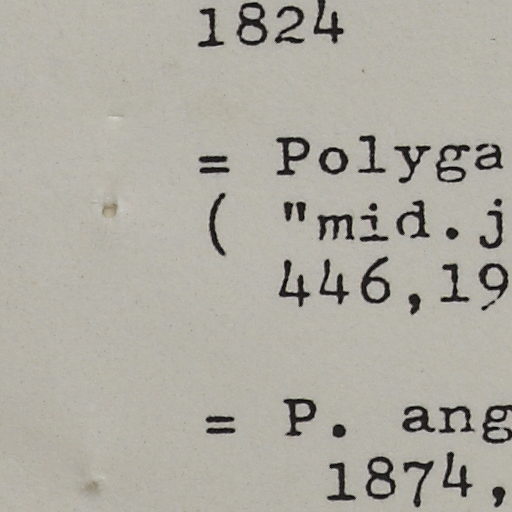 1824
= Polyga
( "mid.j
446,19
= P. ang
1874,